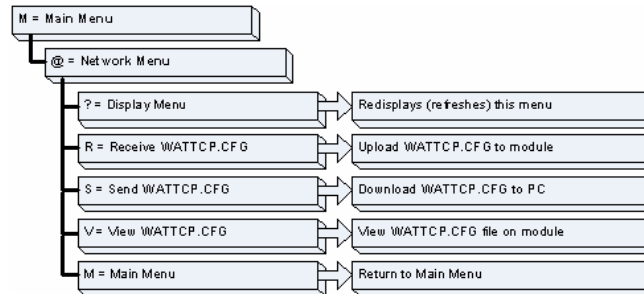 M = Main Menu
@ = Network Menu
? = Display Menu
Redisplays (refreshes) this menu
R = Receive WATTCP.CFG
Upload WATTCP.CFG to module
S = Send WATTCP.CFG
Download WATTCP.CFG to PC
V = View WATTCP.CFG
View WATTCP.CFG file on module
M = Main Menu
Return to Main Menu